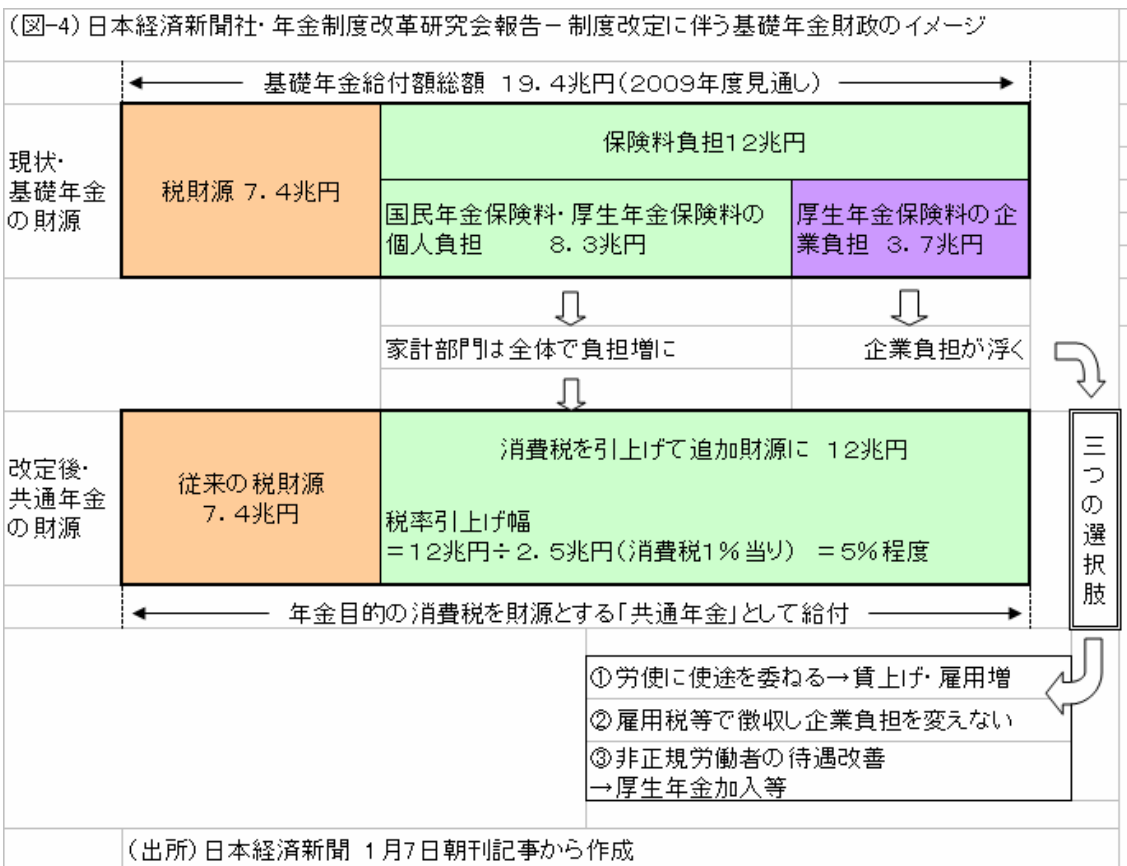 (図-4)日本経済新聞社・年金制度改革研究会報告－制度改定に伴う基礎年金財政のイメージ
基礎年金給付額総額 19.4兆円(2009年度見通し)
現状・
基礎年金
の財源
税財源 7.4兆円
保険料負担12兆円
国民年金保険料・厚生年金保険料の
個人負担 8.3兆円
厚生年金保険料の企
業負担 3.7兆円
家計部門は全体で負担増に
企業負担が浮く
改定後・
共通年金
の財源
従来の税財源
7.4兆円
消費税を引上げて追加財源に 12兆円
税率引上げ幅
＝12兆円÷2.5兆円(消費税1%当り) ＝5%程度
三つの選択肢
年金目的の消費税を財源とする「共通年金」として給付
①労使に使途を委ねる→賃上げ・雇用増
②雇用税等で徴収し企業負担を変えない
③非正規労働者の待遇改善
→厚生年金加入等
(出所)日本経済新聞 1月7日朝刊記事から作成